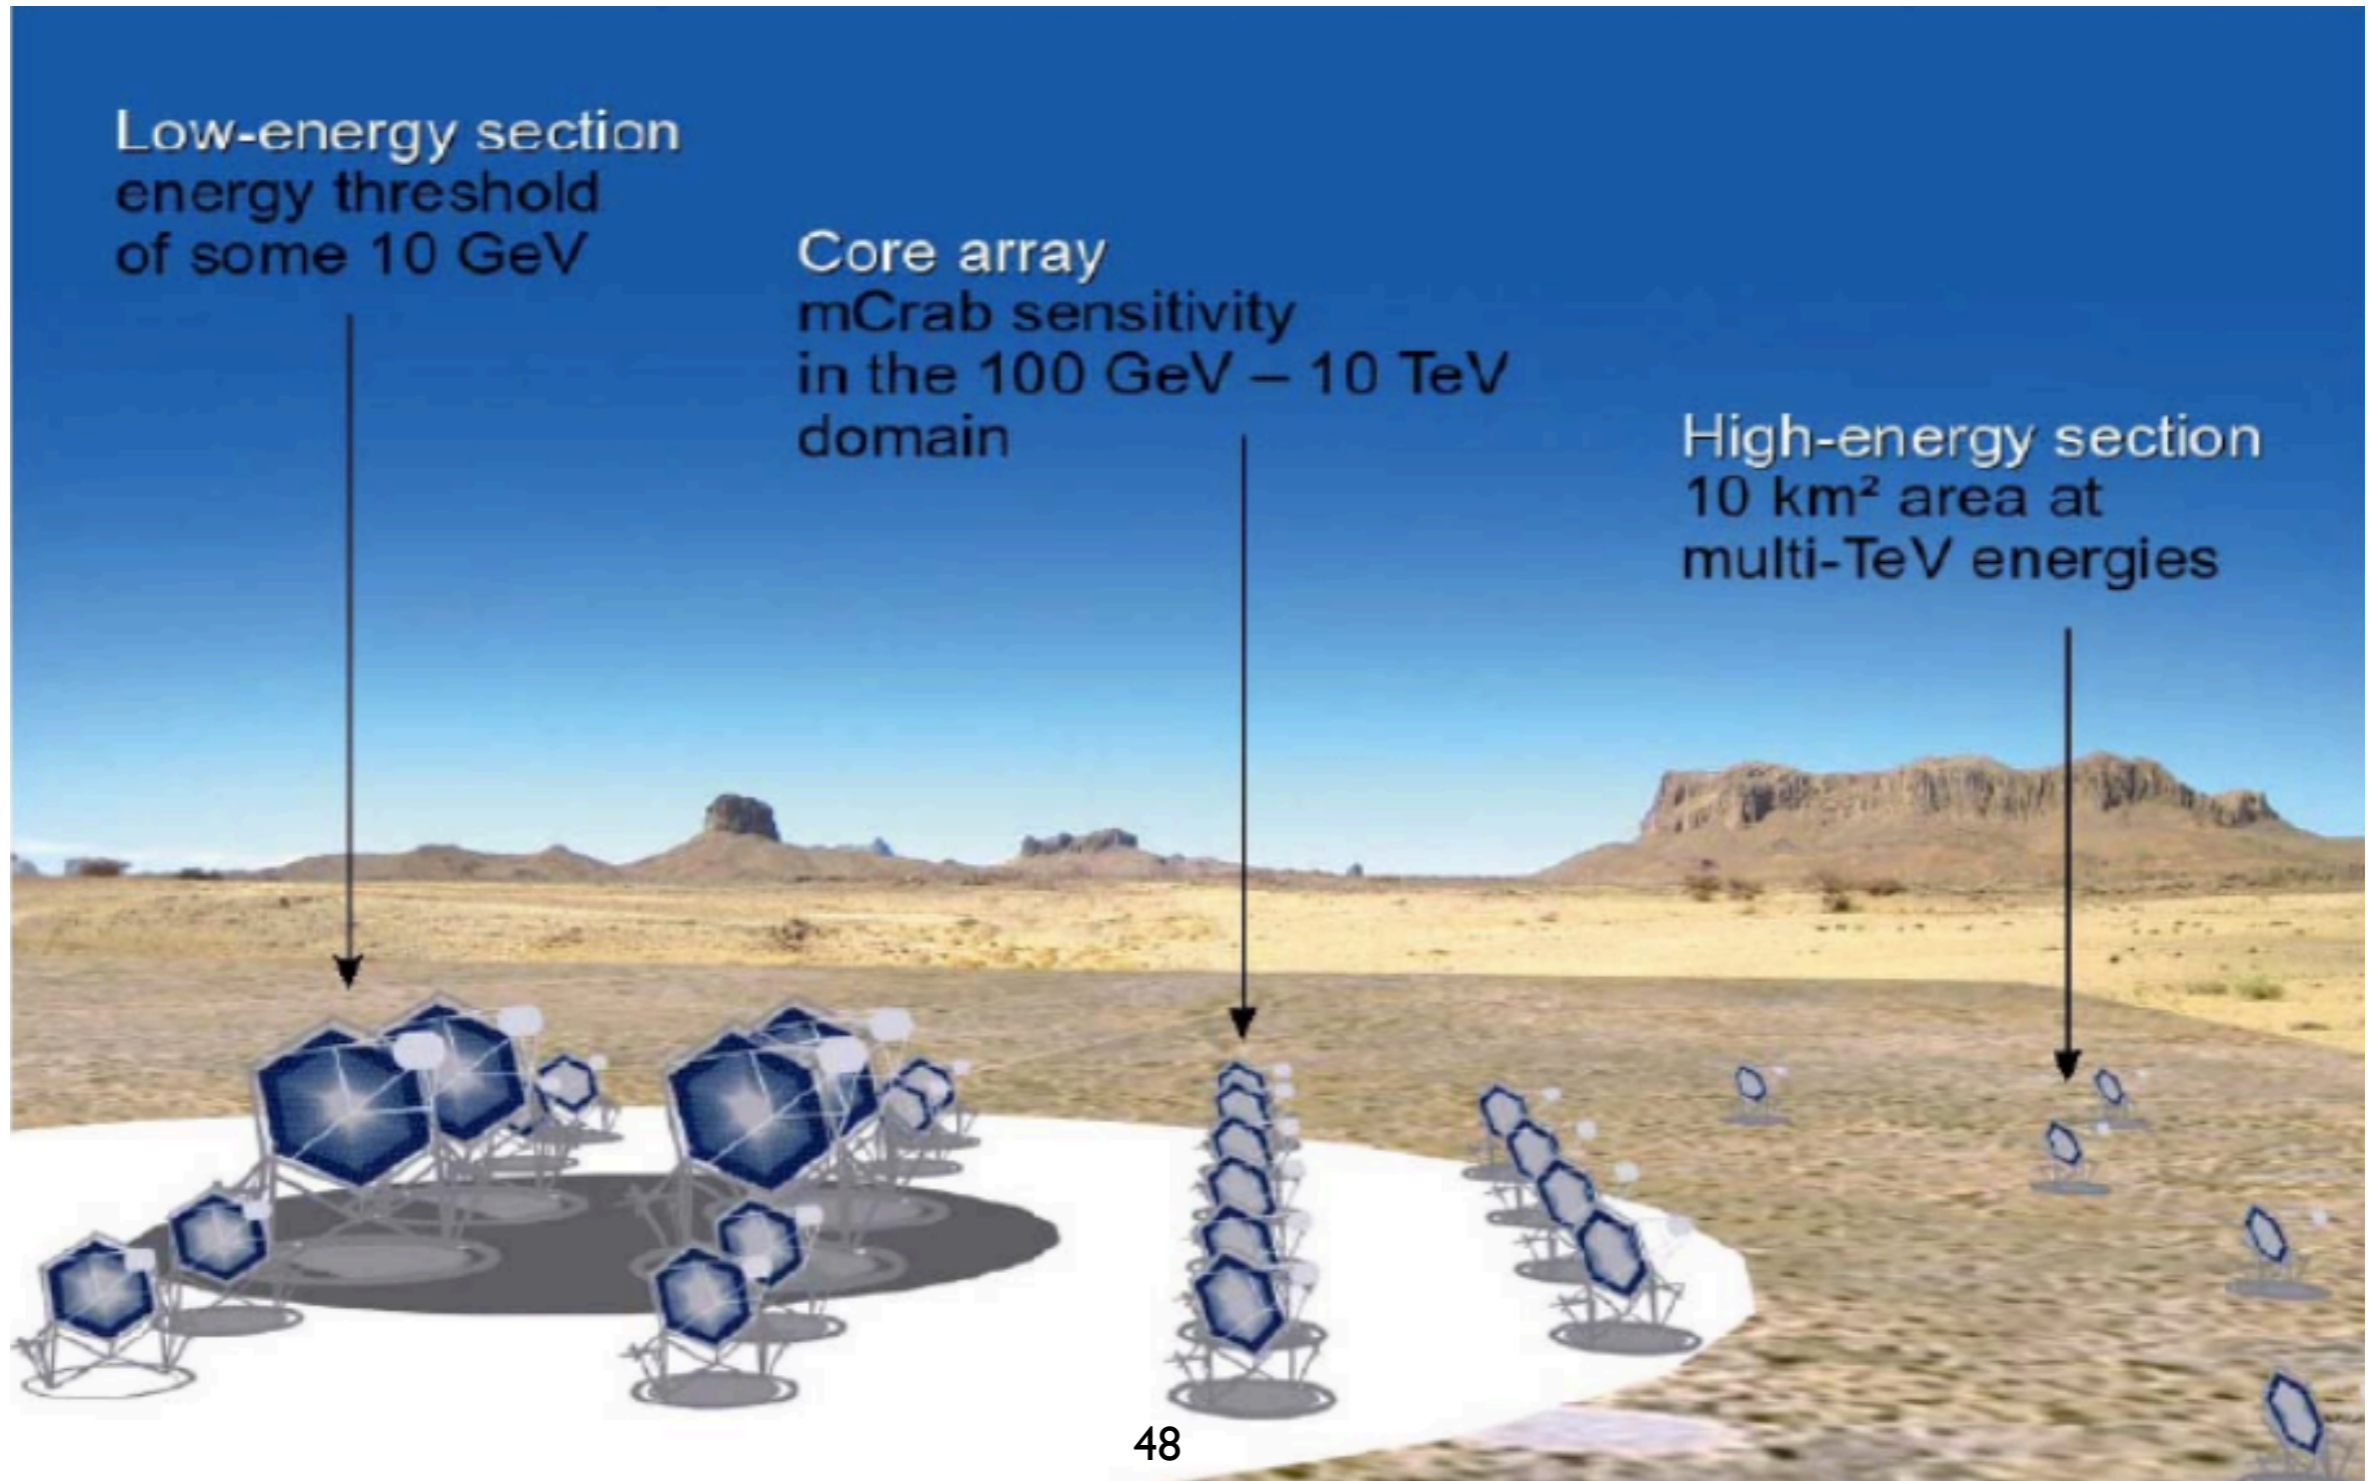 Low-energy section
energy threshold
of some 10 GeV
Core array
mCrab sensitivity
in the 100 GeV – 10 TeV
domain
High-energy section
10 km² area at
multi-TeV energies
48